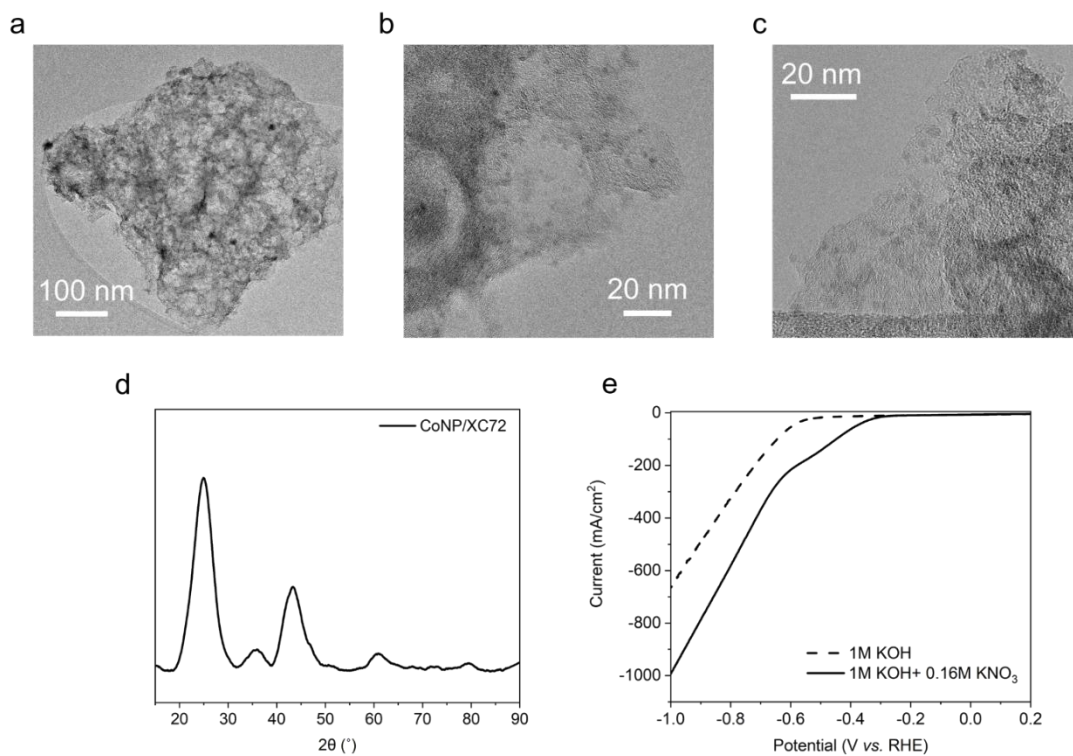 a
b
c
100 nm
20 nm
20 nm
d
CoNP/XC72
20 30 40 50 60 70 80 90
2θ (°)
e
0
-200
-400
-600
-800
-1000
Current (mA/cm²)
1M KOH
1M KOH+ 0.16M KNO₃
-1.0 -0.8 -0.6 -0.4 -0.2 0.0 0.2
Potential (V vs. RHE)